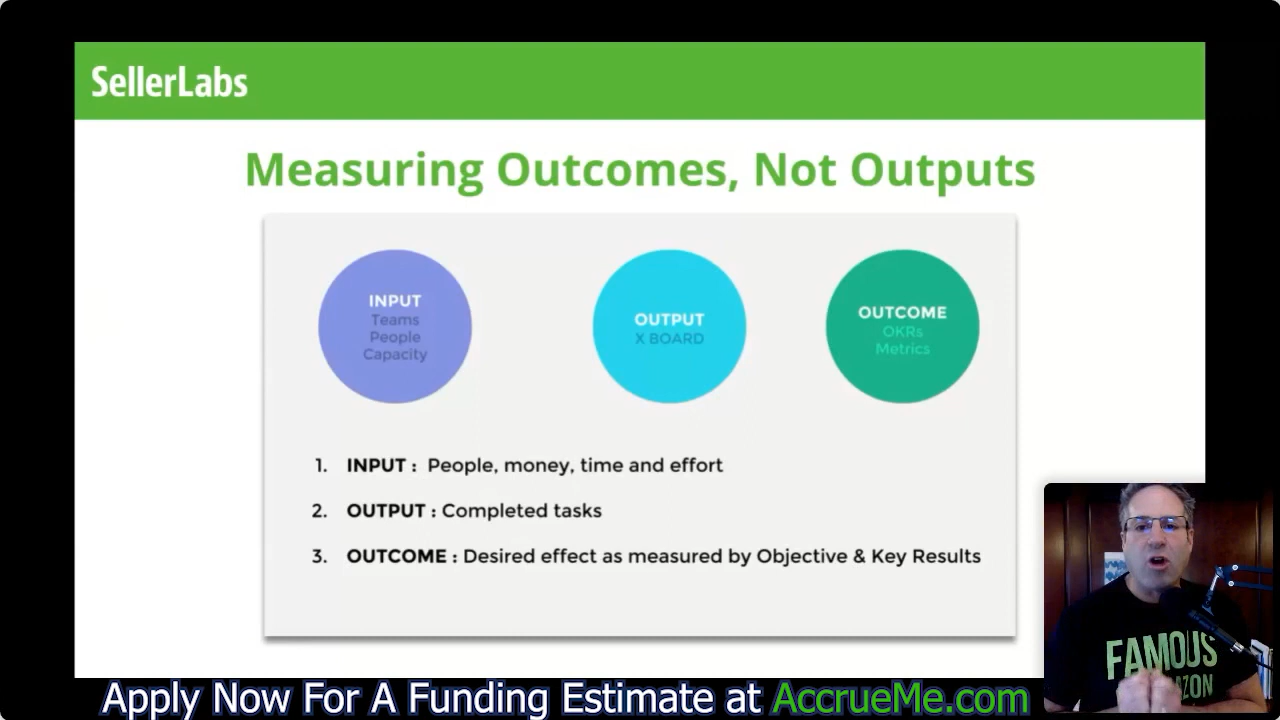 SellerLabs
Measuring Outcomes, Not Outputs
INPUT
Teams
People
Capacity
OUTPUT
X BOARD
OUTCOME
OKRs
Metrics
1. INPUT : People, money, time and effort
2. OUTPUT : Completed tasks
3. OUTCOME : Desired effect as measured by Objective & Key Results
FAMOUS
Apply Now For A Funding Estimate at AccrueMe.com